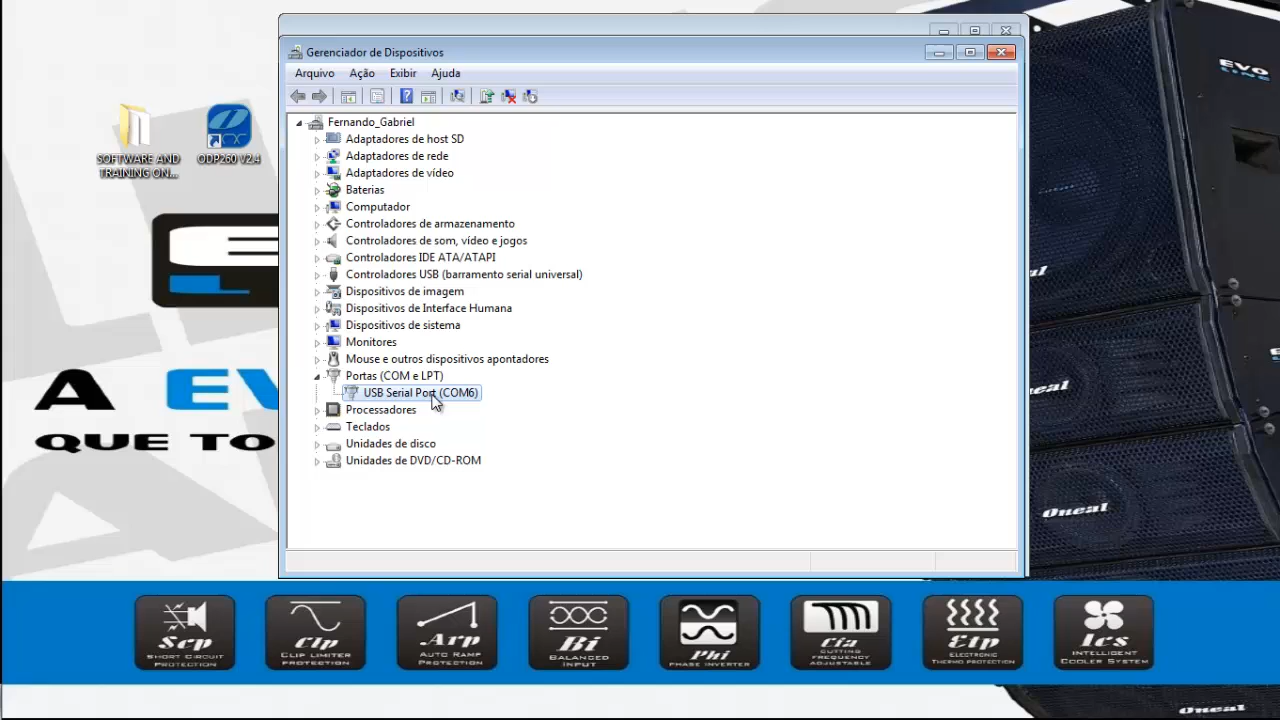 Gerenciador de Dispositivos
Arquivo Ação Exibir Ajuda
Fernando_Gabriel
Adaptadores de host SD
Adaptadores de rede
Adaptadores de vídeo
Baterias
Computador
Controladores de armazenamento
Controladores de som, vídeo e jogos
Controladores IDE ATA/ATAPI
Controladores USB (barramento serial universal)
Dispositivos de imagem
Dispositivos de Interface Humana
Dispositivos de sistema
Monitores
Mouse e outros dispositivos apontadores
Portas (COM e LPT)
USB Serial Port (COM6)
Processadores
Teclados
Unidades de disco
Unidades de DVD/CD-ROM
SOFTWARE AND
TRAINING ON...
ODP260 V2.4
A EV
QUE TO
EVO
LINE
Oneal
Oneal
Scp
SHORT CIRCUIT
PROTECTION
Clp
CLIP LIMITER
PROTECTION
Arp
AUTO RAMP
PROTECTION
Bi
BALANCED
INPUT
Phi
PHASE INVERTER
Cfa
CUTTING
FREQUENCY
ADJUSTABLE
Etp
ELECTRONIC
THERMO PROTECTION
Ics
INTELLIGENT
COOLER SYSTEM